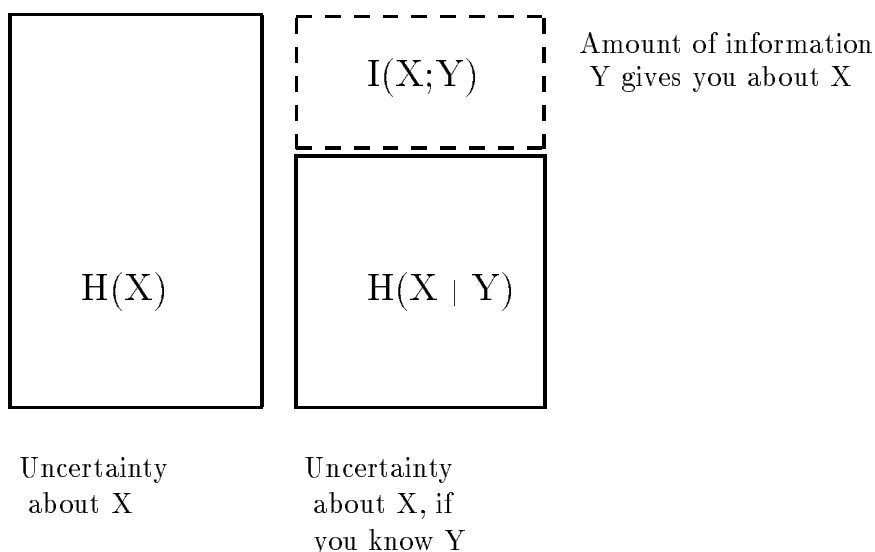 I(X;Y)
Amount of information
Y gives you about X
H(X)
H(X | Y)
Uncertainty
about X
Uncertainty
about X, if
you know Y